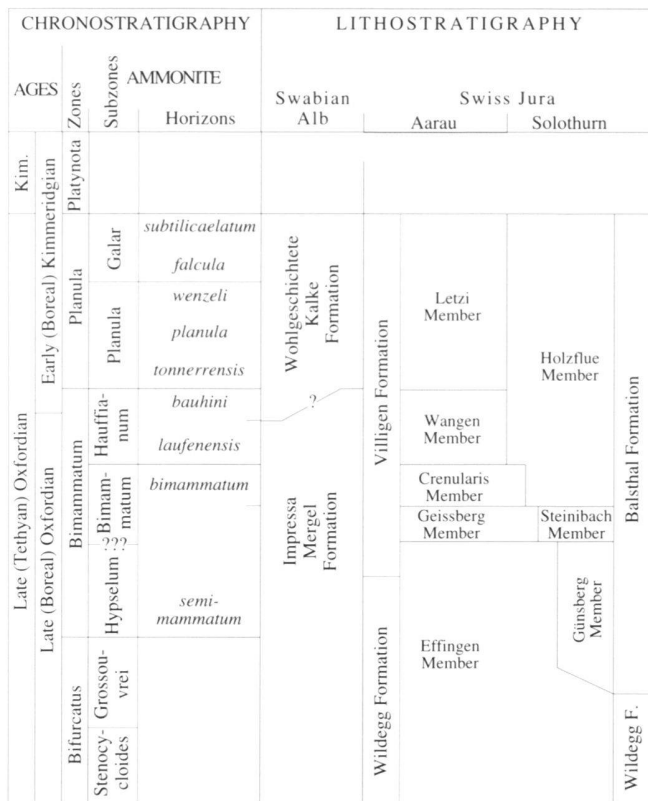 CHRONOSTRATIGRAPHY
LITHOSTRATIGRAPHY
AGES
Zones
Subzones
AMMONITE
Horizons
Swabian
Alb
Swiss Jura
Aarau
Solothurn
Kim.
Late (Tethyan) Oxfordian
Early (Boreal) Kimmeridgian
Late (Boreal) Oxfordian
Platynota
Planula
Bimammatum
Bifurcatus
Galar
Planula
Hauffia-
num
Bimam-
matum
???
Hypselum
Grossou-
vrei
Stenocy-
cloides
subtilicaelatum
falcula
wenzeli
planula
tonnerrensis
bauhini
laufenensis
bimammatum
semi-
mammatum
Wohlgeschichtete
Kalke
Formation
?
Impressa
Mergel
Formation
Villigen Formation
Wildegg Formation
Letzi
Member
Wangen
Member
Crenularis
Member
Geissberg
Member
Effingen
Member
Holzflue
Member
Steinibach
Member
Günsberg
Member
Balsthal Formation
Wildegg F.